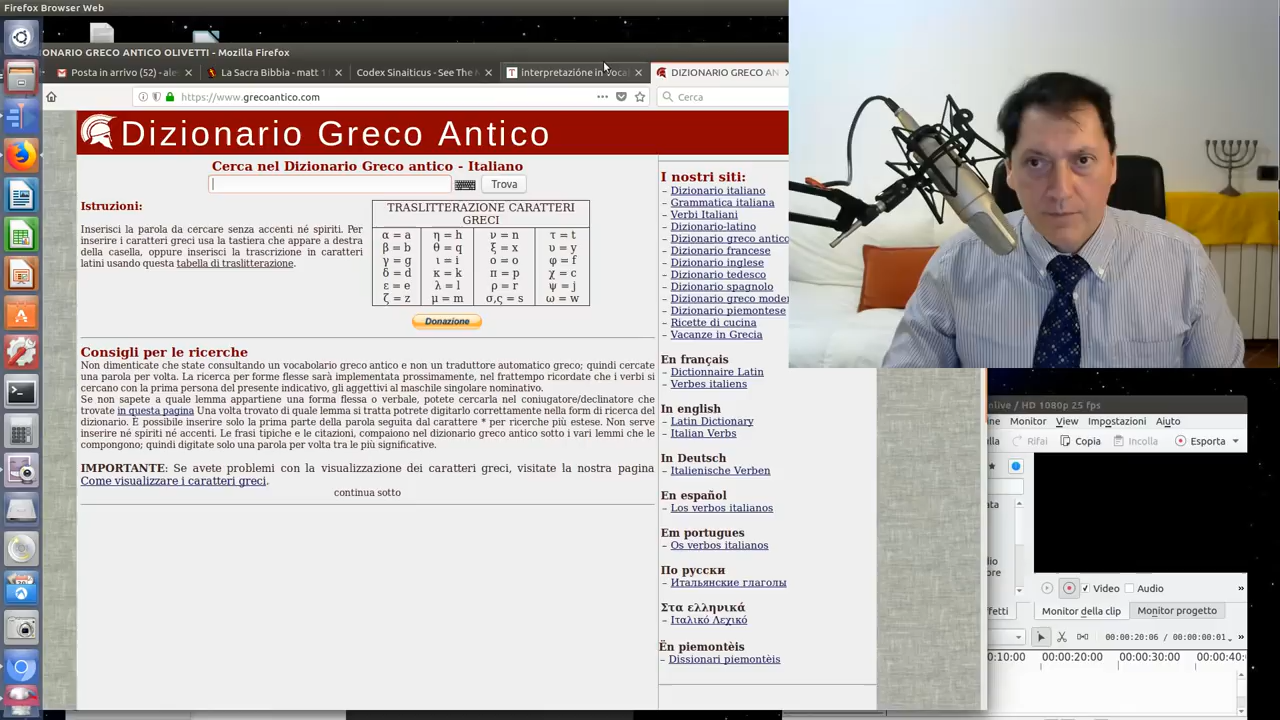 Firefox Browser Web
ONARIO GRECO ANTICO OLIVETTI - Mozilla Firefox
Posta in arrivo (52) - ale
La Sacra Bibbia - matt 1
Codex Sinaiticus - See The M
interpretazióne in Vocab
DIZIONARIO GRECO AN
https://www.grecoantico.com
Cerca
Dizionario Greco Antico
Cerca nel Dizionario Greco antico - Italiano
Trova
Istruzioni:
Inserisci la parola da cercare senza accenti né spiriti. Per
inserire i caratteri greci usa la tastiera che appare a destra
della casella, oppure inserisci la trascrizione in caratteri
latini usando questa tabella di traslitterazione.
TRASLITTERAZIONE CARATTERI
GRECI
α = a η = h ν = n τ = t
β = b θ = q ξ = x υ = y
γ = g ι = i ο = o φ = f
δ = d κ = k π = p χ = c
ε = e λ = l ρ = r ψ = j
ζ = z μ = m σ,ς = s ω = w
Donazione
Consigli per le ricerche
Non dimenticate che state consultando un vocabolario greco antico e non un traduttore automatico greco; quindi cercate
una parola per volta. La ricerca per forme flesse sarà implementata prossimamente, nel frattempo ricordate che i verbi si
cercano con la prima persona del presente indicativo, gli aggettivi al maschile singolare nominativo.
Se non sapete a quale lemma appartiene una forma flessa o verbale, potete cercarla nel coniugatore/declinatore che
trovate in questa pagina Una volta trovato di quale lemma si tratta potrete digitarlo correttamente nella form di ricerca del
dizionario. È possibile inserire solo la prima parte della parola seguita dal carattere * per ricerche più estese. Non serve
inserire né spiriti né accenti. Le frasi tipiche e le citazioni, compaiono nel dizionario greco antico sotto i vari lemmi che le
compongono; quindi digitate solo una parola per volta tra le più significative.
IMPORTANTE: Se avete problemi con la visualizzazione dei caratteri greci, visitate la nostra pagina
Come visualizzare i caratteri greci.
continua sotto
I nostri siti:
– Dizionario italiano
– Grammatica italiana
– Verbi Italiani
– Dizionario-latino
– Dizionario greco antico
– Dizionario francese
– Dizionario inglese
– Dizionario tedesco
– Dizionario spagnolo
– Dizionario greco moder
– Dizionario piemontese
– Ricette di cucina
– Vacanze in Grecia
En français
– Dictionnaire Latin
– Verbes italiens
In english
– Latin Dictionary
– Italian Verbs
In Deutsch
– Italienische Verben
En español
– Los verbos italianos
Em portugues
– Os verbos italianos
По русски
– Итальянские глаголы
Στα ελληνικά
– Ιταλικό Λεχικό
Ën piemontèis
– Dissionari piemontèis
nlive / HD 1080p 25 fps
Monitor View Impostazioni Aiuto
lla Rifai Copia Incolla Esporta
Video Audio
ffetti Monitor della clip Monitor progetto
00:00:20:06 / 00:00:00:01
0:10:00 00:00:20:00 00:00:30:00 00:00:40: